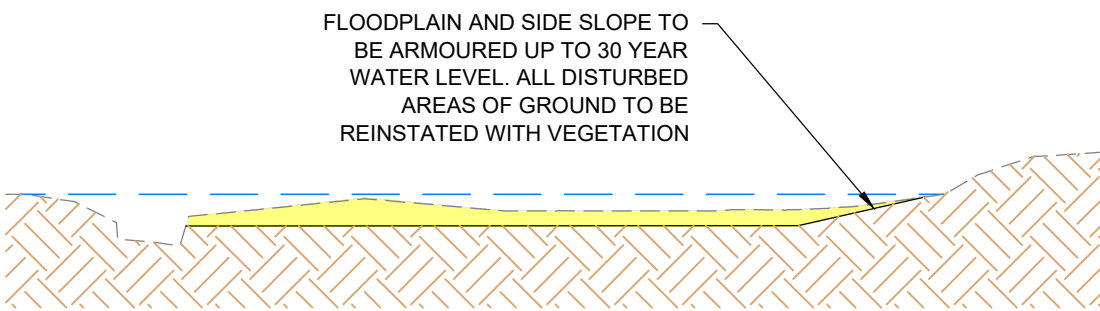 FLOODPLAIN AND SIDE SLOPE TO
BE ARMOURED UP TO 30 YEAR
WATER LEVEL. ALL DISTURBED
AREAS OF GROUND TO BE
REINSTATED WITH VEGETATION